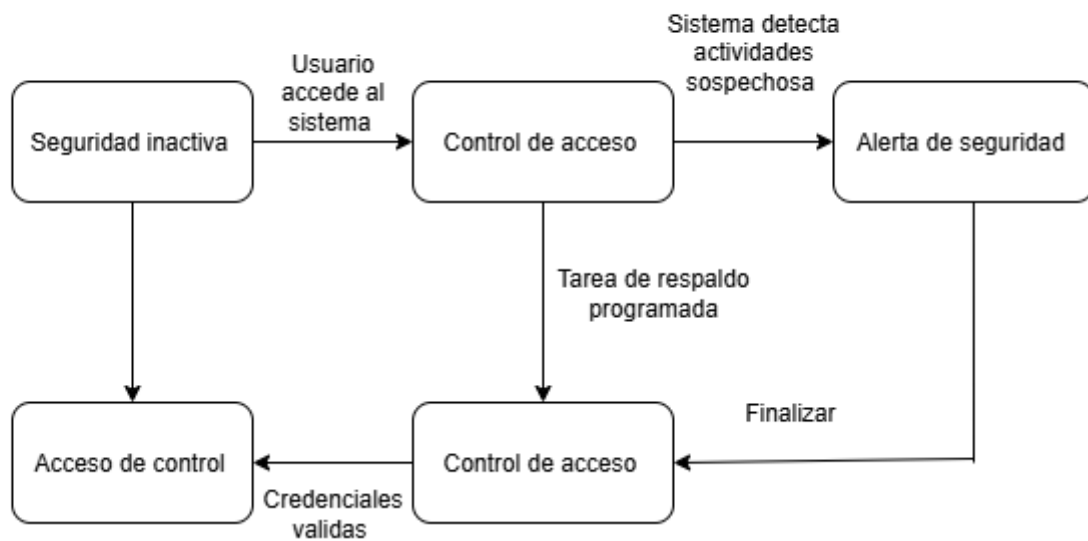 Sistema detecta
actividades
sospechosa
Usuario
accede al
sistema
Seguridad inactiva
Control de acceso
Alerta de seguridad
Tarea de respaldo
programada
Finalizar
Acceso de control
Control de acceso
Credenciales
validas